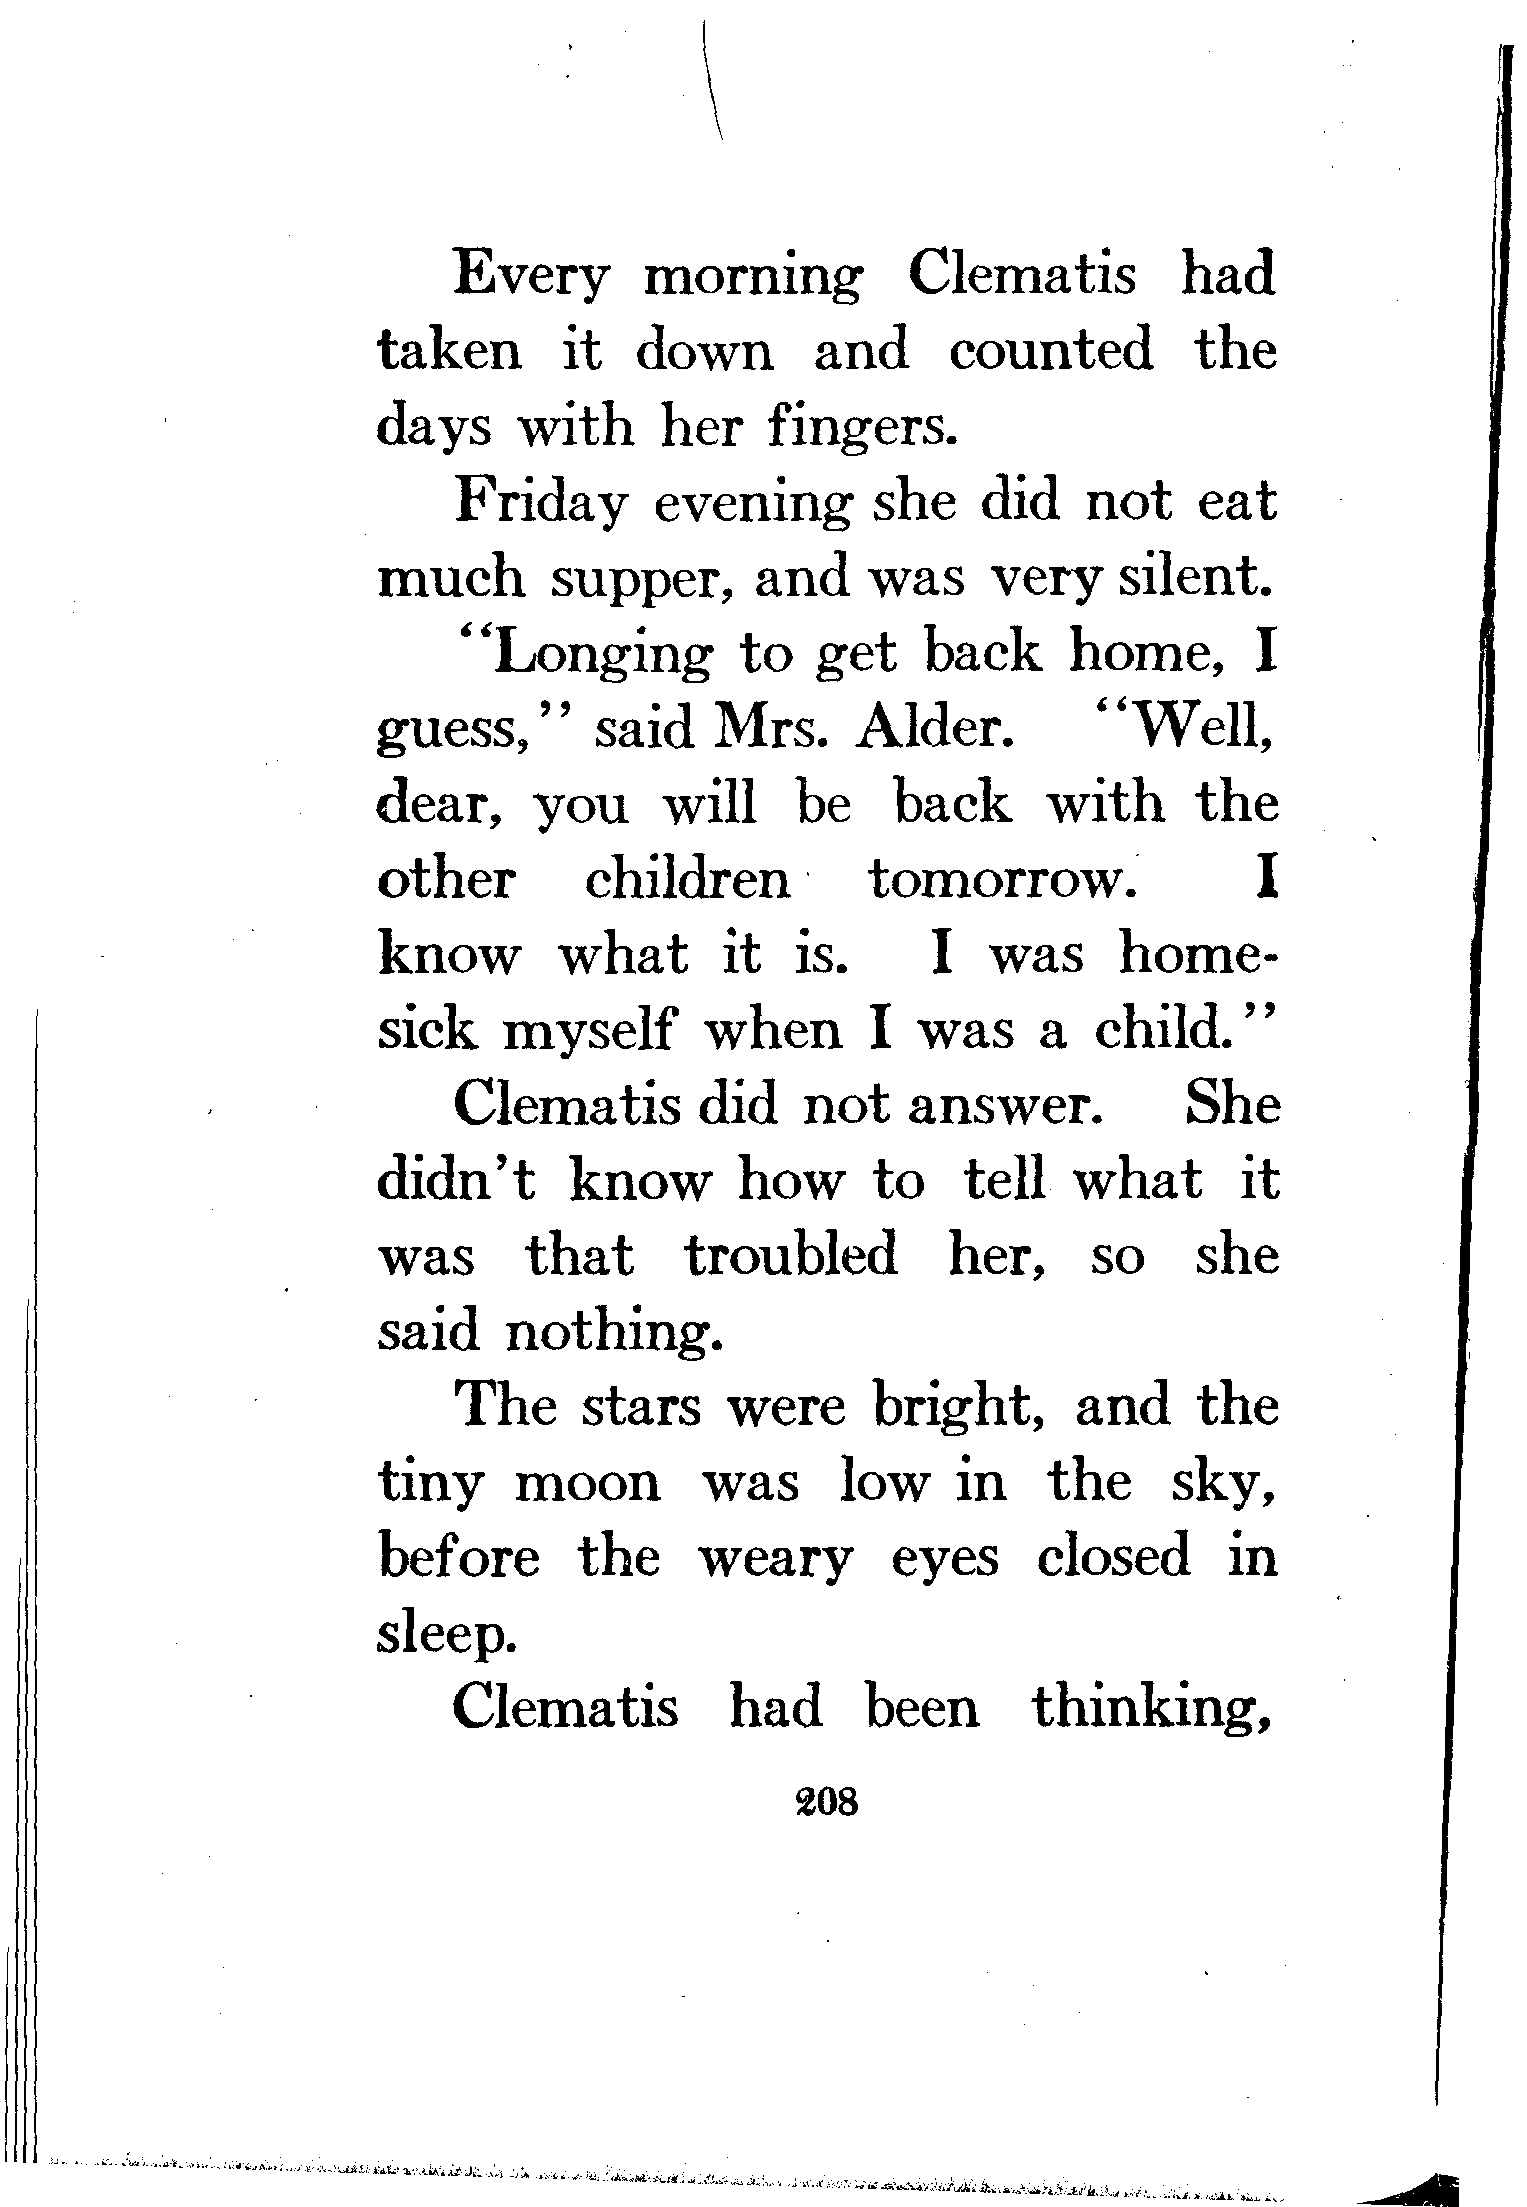 Every morning Clematis had
taken it down and counted the
days with her fingers.
Friday evening she did not eat
much supper, and was very silent.
“Longing to get back home, I
guess,” said Mrs. Alder. “Well,
dear, you will be back with the
other children tomorrow. I
know what it is. I was home-
sick myself when I was a child.”
Clematis did not answer. She
didn’t know how to tell what it
was that troubled her, so she
said nothing.
The stars were bright, and the
tiny moon was low in the sky,
before the weary eyes closed in
sleep.
Clematis had been thinking,
208